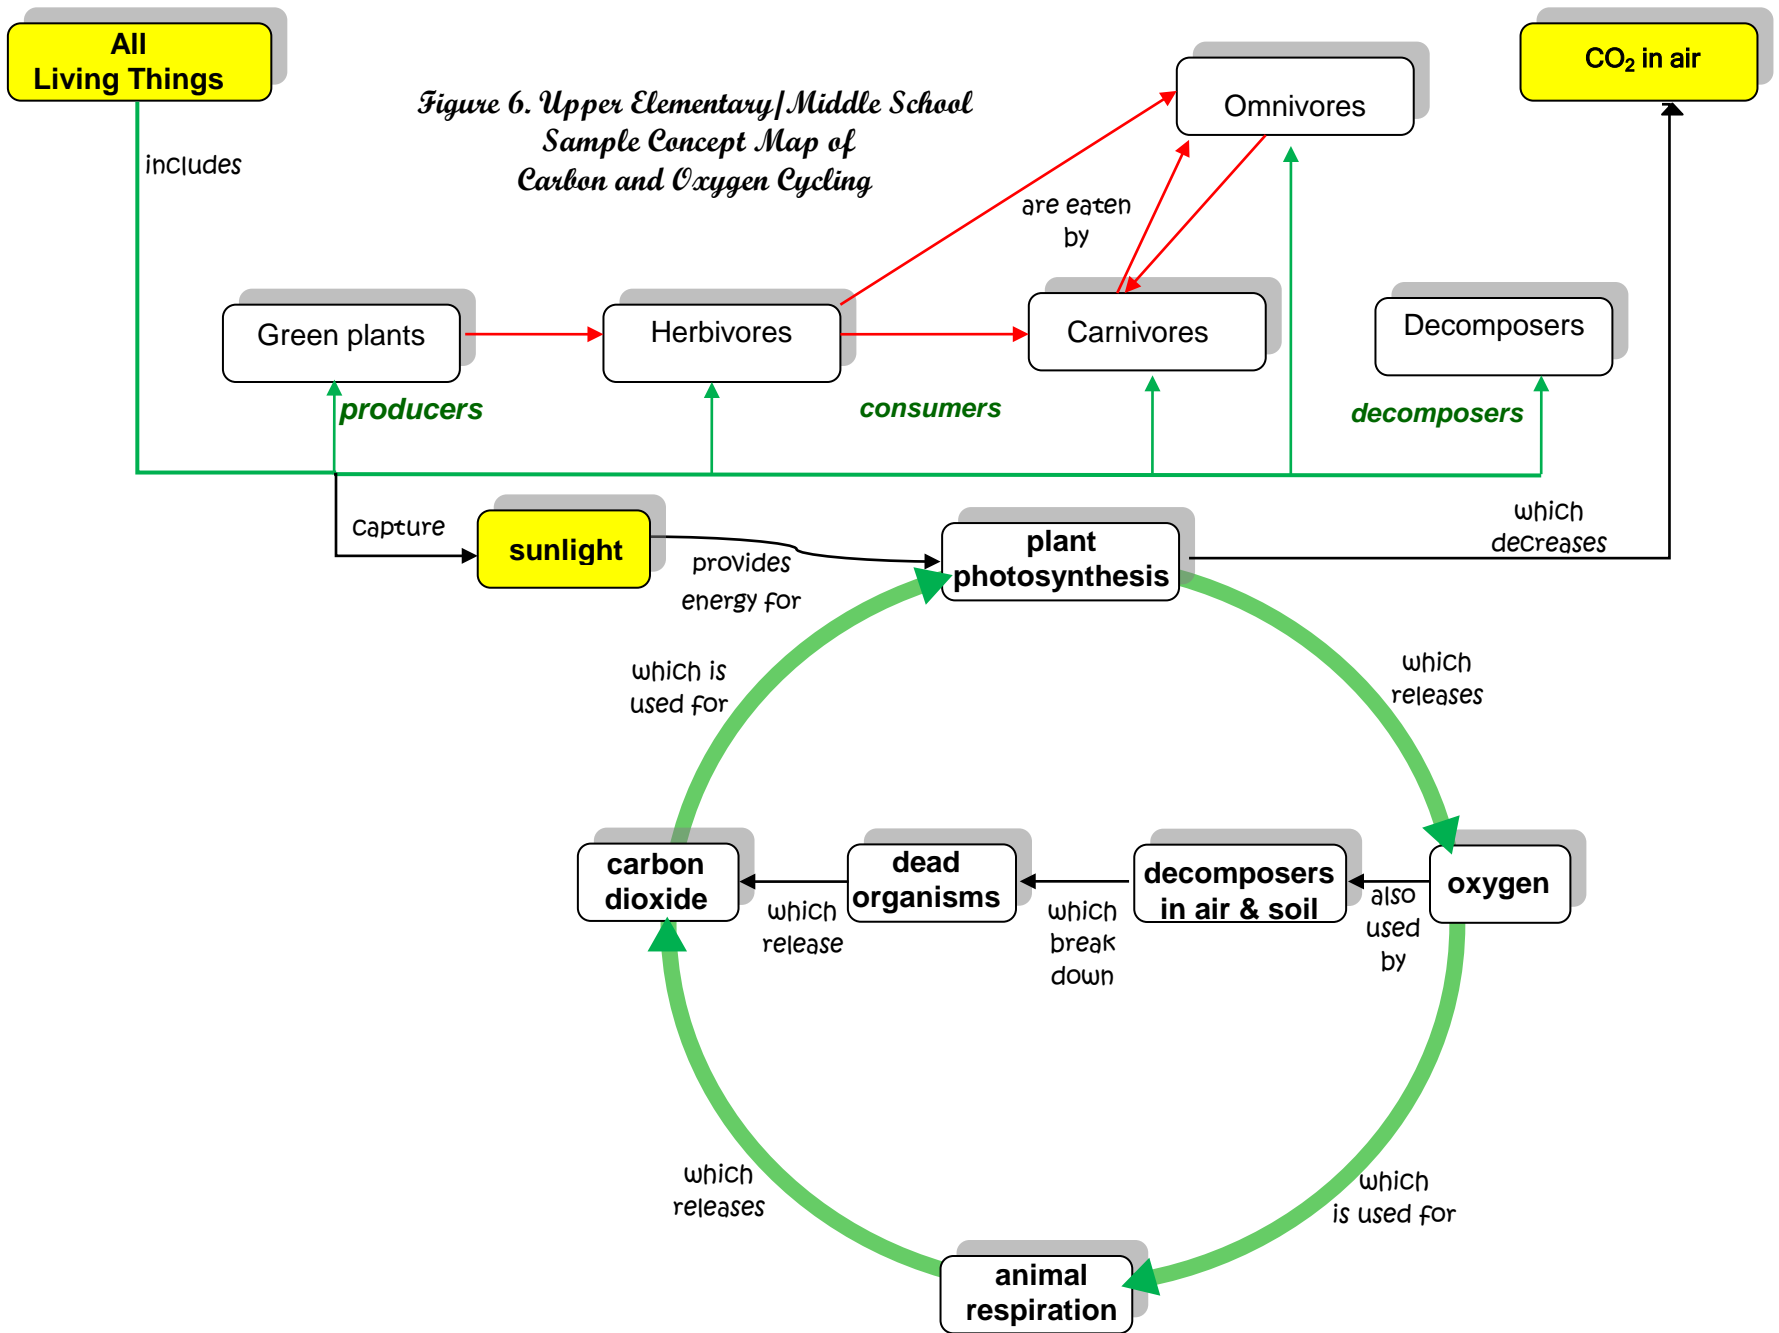 All
Living Things
CO₂ in air
Figure 6. Upper Elementary/Middle School
Sample Concept Map of
Carbon and Oxygen Cycling
Omnivores
includes
are eaten
by
Green plants
Herbivores
Carnivores
Decomposers
producers
consumers
decomposers
capture
sunlight
provides
energy for
plant
photosynthesis
which
decreases
which is
used for
which
releases
carbon
dioxide
which
release
dead
organisms
which
break
down
decomposers
in air & soil
also
used
by
oxygen
which
releases
which
is used for
animal
respiration